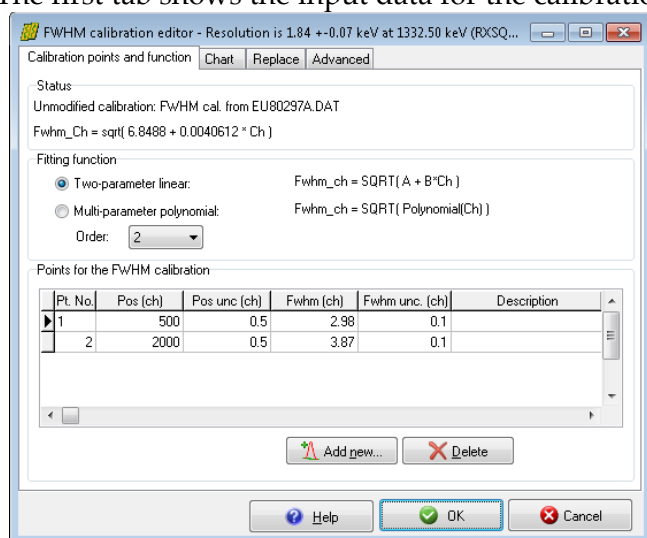 The first tab shows the input data for the calibratio
FWHM calibration editor - Resolution is 1.84 +-0.07 keV at 1332.50 keV (RXSQ...
Calibration points and function Chart Replace Advanced
Status
Unmodified calibration: FWHM cal. from EU80297A.DAT
Fwhm_Ch = sqrt( 6.8488 + 0.0040612 * Ch )
Fitting function
Two-parameter linear: Fwhm_ch = SQRT( A + B*Ch )
Multi-parameter polynomial: Fwhm_ch = SQRT( Polynomial(Ch) )
Order: 2
Points for the FWHM calibration
Pt. No. Pos (ch) Pos unc (ch) Fwhm (ch) Fwhm unc. (ch) Description
1 500 0.5 2.98 0.1
2 2000 0.5 3.87 0.1
Add new... Delete
Help OK Cancel